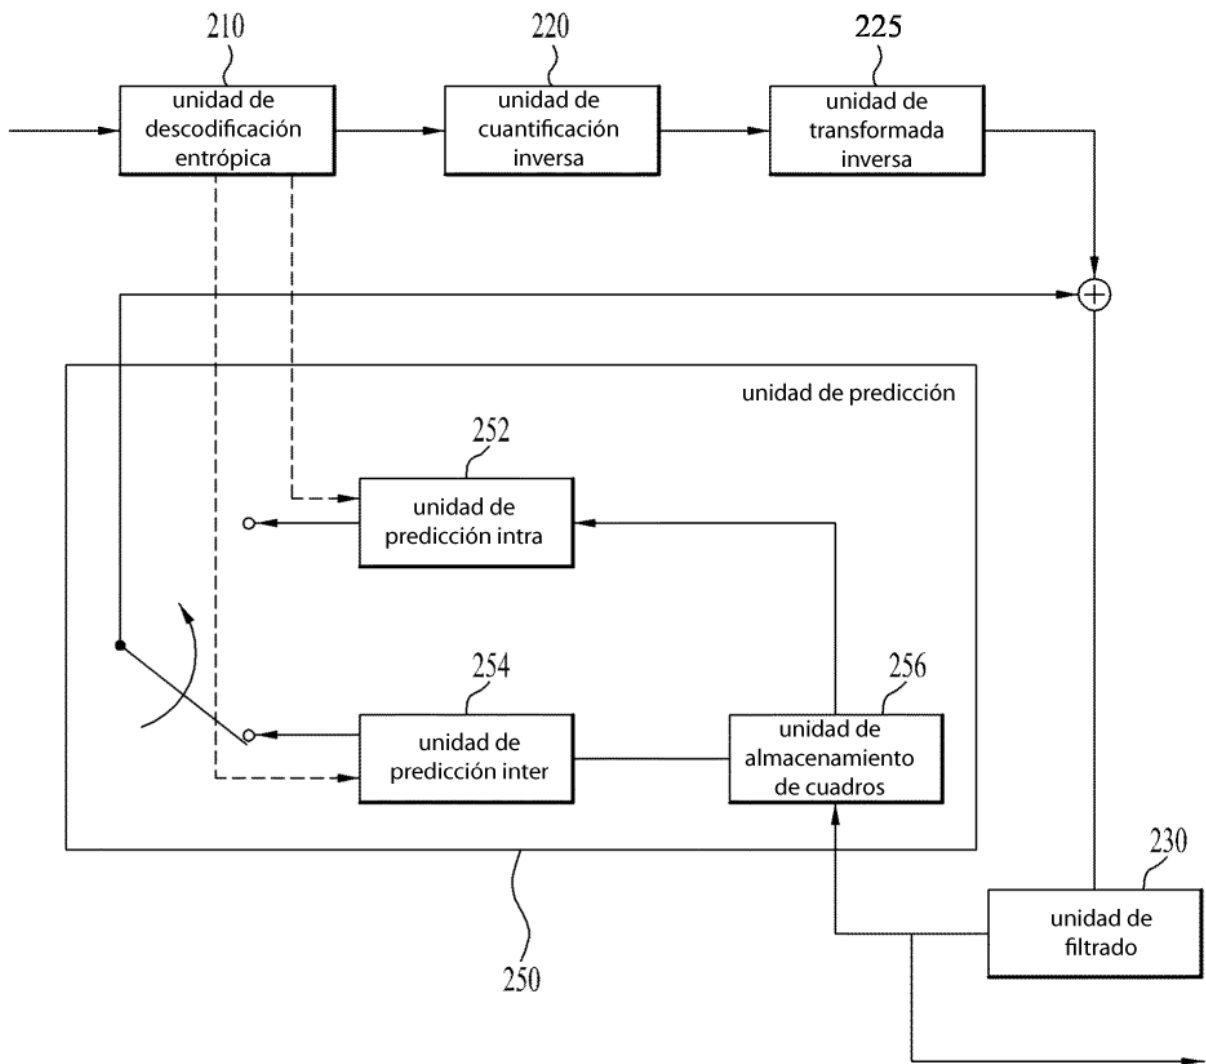 210
220
225
unidad de
descodificación
entrópica
unidad de
cuantificación
inversa
unidad de
transformada
inversa
unidad de predicción
252
unidad de
predicción intra
254
unidad de
predicción inter
256
unidad de
almacenamiento
de cuadros
230
unidad de
filtrado
250